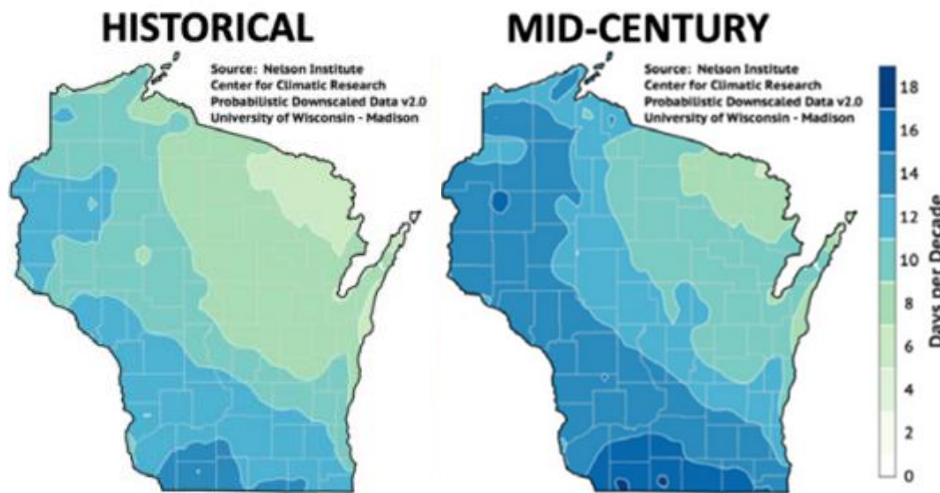 HISTORICAL
Source: Nelson Institute
Center for Climatic Research
Probabilistic Downscaled Data v2.0
University of Wisconsin - Madison
MID-CENTURY
Source: Nelson Institute
Center for Climatic Research
Probabilistic Downscaled Data v2.0
University of Wisconsin - Madison
18
16
14
12
10
8
6
4
2
0
Days per Decade